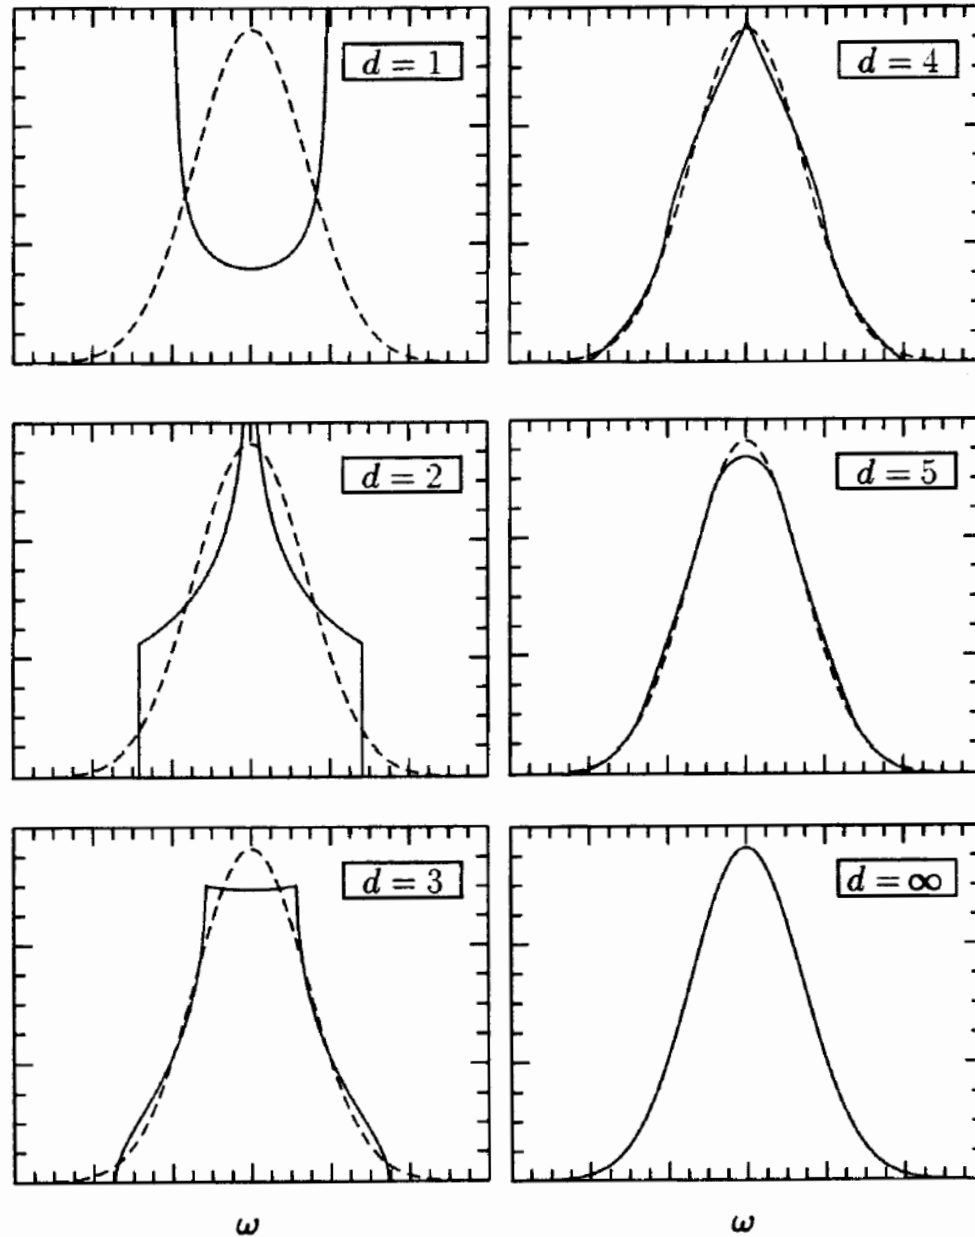 d = 1
d = 4
d = 2
d = 5
d = 3
d = ∞
ω
ω